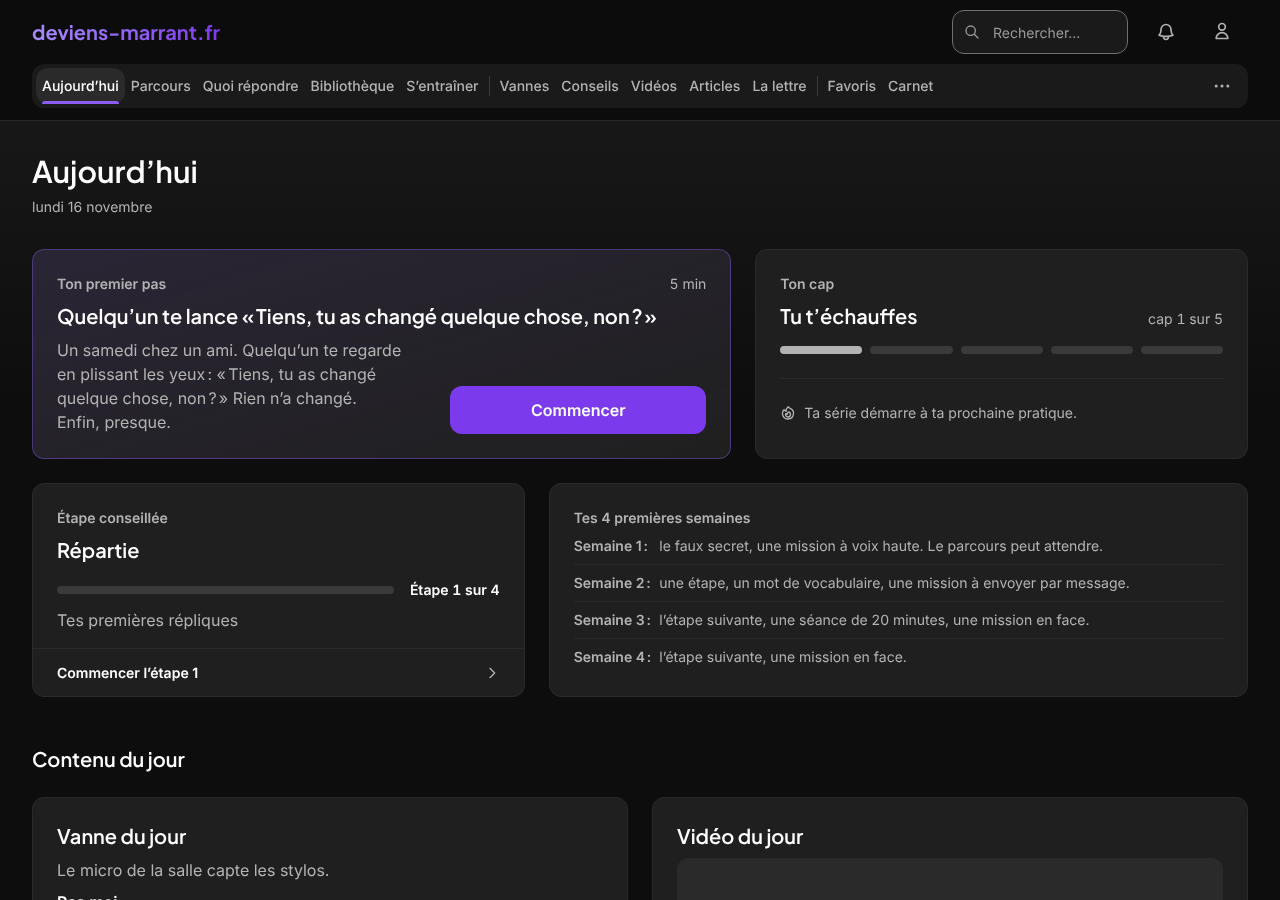 deviens-marrant.fr
Rechercher...
Aujourd’hui Parcours Quoi répondre Bibliothèque S’entraîner Vannes Conseils Vidéos Articles La lettre Favoris Carnet
Aujourd’hui
lundi 16 novembre
Ton premier pas 5 min
Quelqu’un te lance « Tiens, tu as changé quelque chose, non ? »
Un samedi chez un ami. Quelqu’un te regarde
en plissant les yeux : « Tiens, tu as changé
quelque chose, non ? » Rien n’a changé.
Enfin, presque.
Commencer
Ton cap
Tu t’échauffes cap 1 sur 5
Ta série démarre à ta prochaine pratique.
Étape conseillée
Répartie
Étape 1 sur 4
Tes premières répliques
Commencer l’étape 1
Tes 4 premières semaines
Semaine 1 : le faux secret, une mission à voix haute. Le parcours peut attendre.
Semaine 2 : une étape, un mot de vocabulaire, une mission à envoyer par message.
Semaine 3 : l’étape suivante, une séance de 20 minutes, une mission en face.
Semaine 4 : l’étape suivante, une mission en face.
Contenu du jour
Vanne du jour
Le micro de la salle capte les stylos.
Vidéo du jour